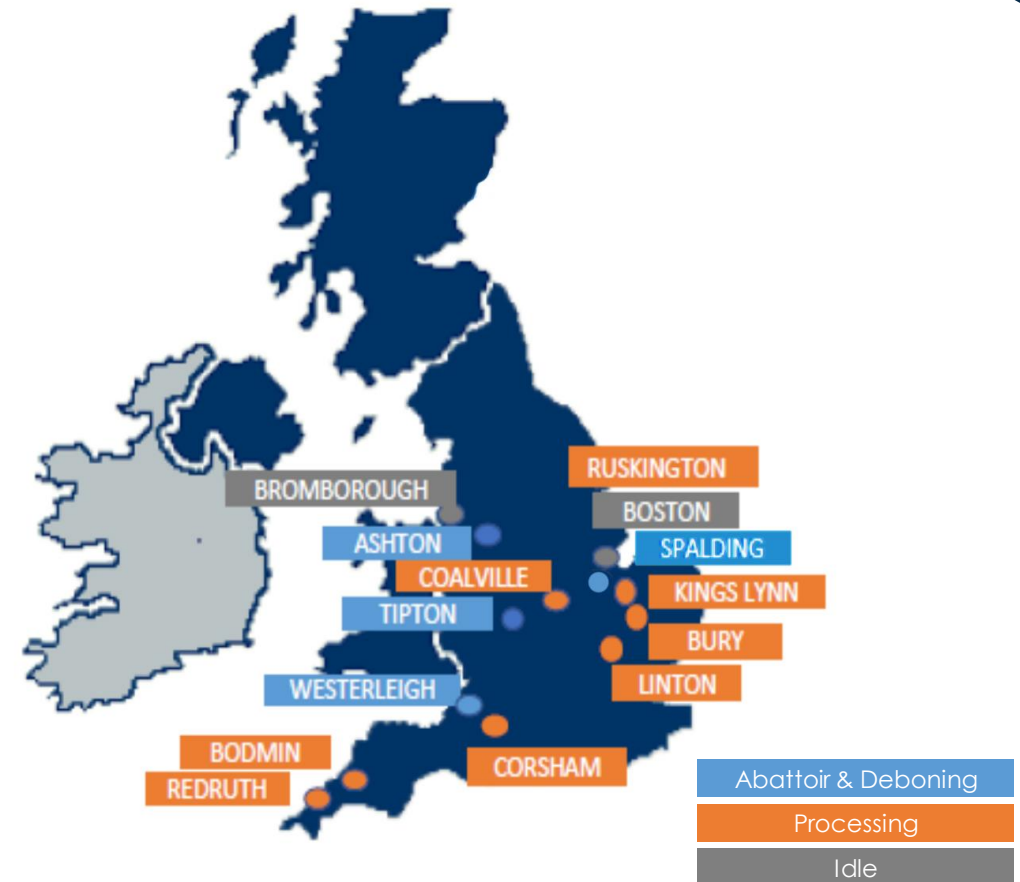 RUSKINGTON
BROMBOROUGH
BOSTON
ASHTON
SPALDING
COALVILLE
KINGS LYNN
TIPTON
BURY
WESTERLEIGH
LINTON
BODMIN
CORSHAM
REDRUTH
Abattoir & Deboning
Processing
Idle